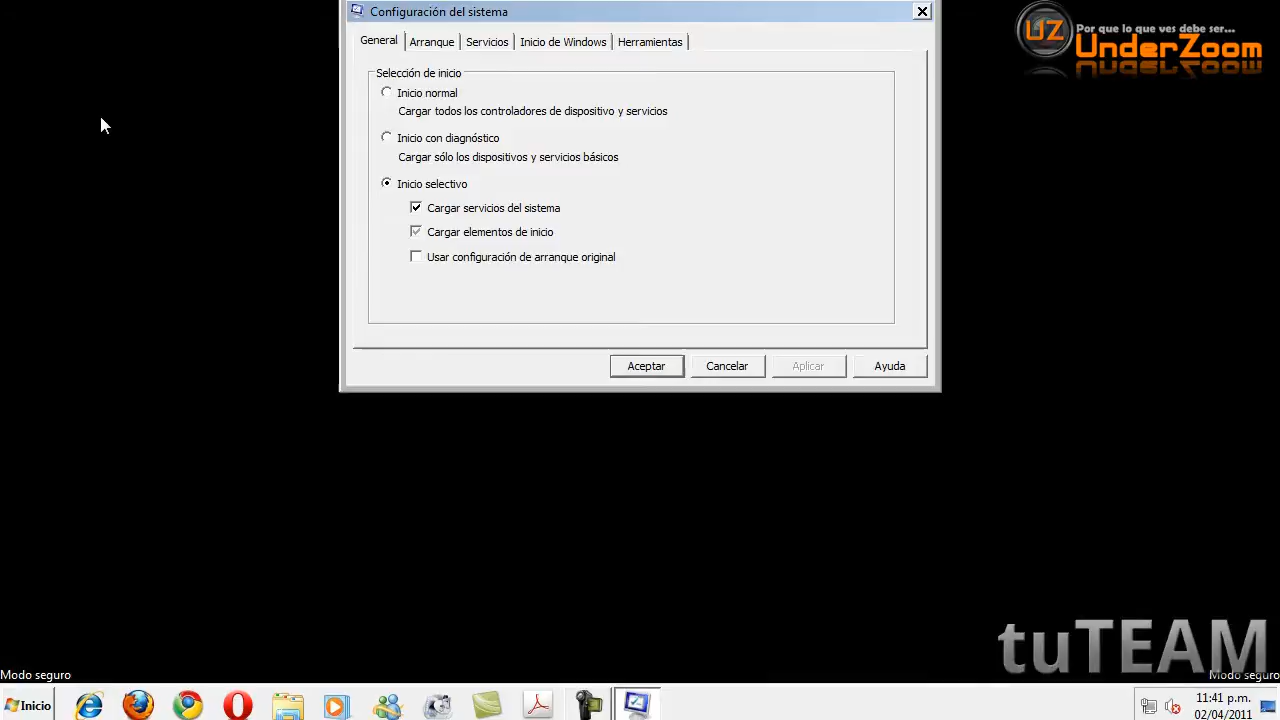 Configuración del sistema
UZ
Por que lo que ves debe ser...
UnderZoom
General
Arranque
Servicios
Inicio de Windows
Herramientas
Selección de inicio
Inicio normal
Cargar todos los controladores de dispositivo y servicios
Inicio con diagnóstico
Cargar sólo los dispositivos y servicios básicos
Inicio selectivo
Cargar servicios del sistema
Cargar elementos de inicio
Usar configuración de arranque original
Aceptar
Cancelar
Aplicar
Ayuda
tuTEAM
Modo seguro
Modo seguro
Inicio
11:41 p.m.
02/04/2011